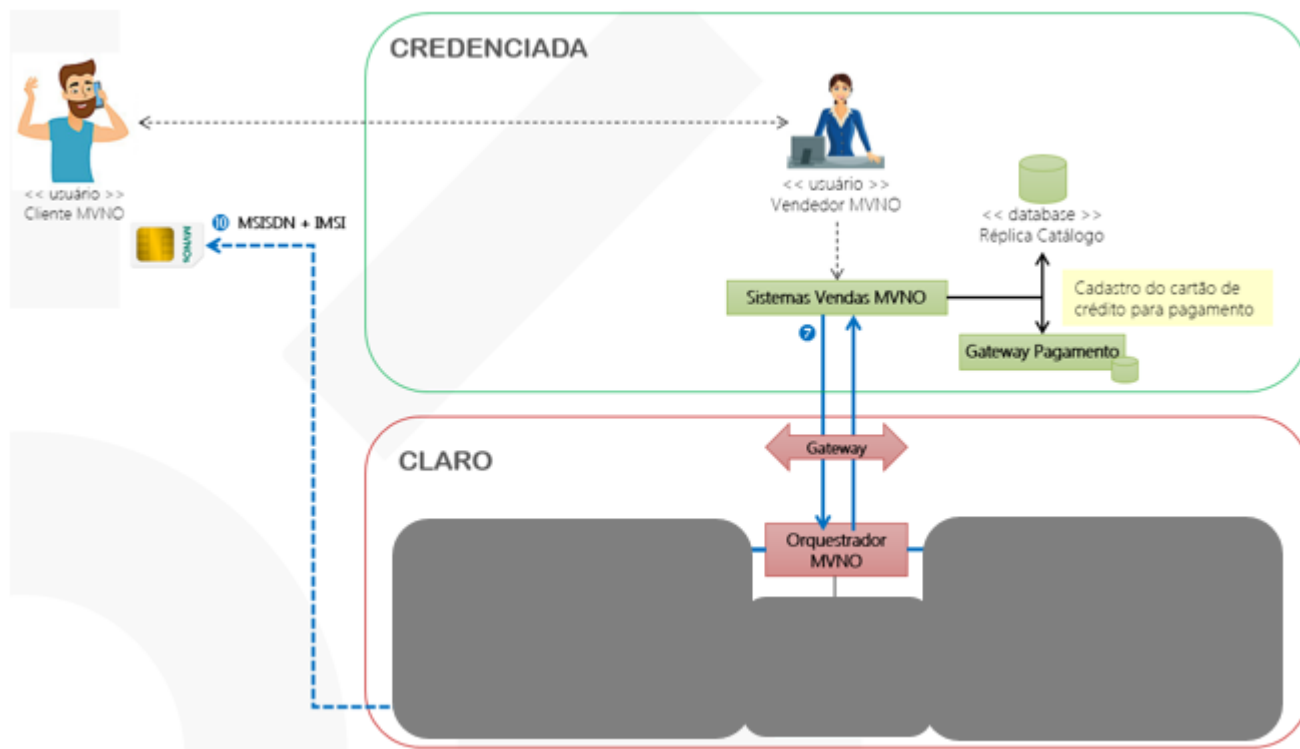 CREDENCIADA
<< usuário >>
Cliente MVNO
<< usuário >>
Vendedor MVNO
<< database >>
Réplica Catálogo
⑩ MSISDN + IMSI
MVNOs
Sistemas Vendas MVNO
Cadastro do cartão de
crédito para pagamento
7
Gateway Pagamento
Gateway
CLARO
Orquestrador
MVNO